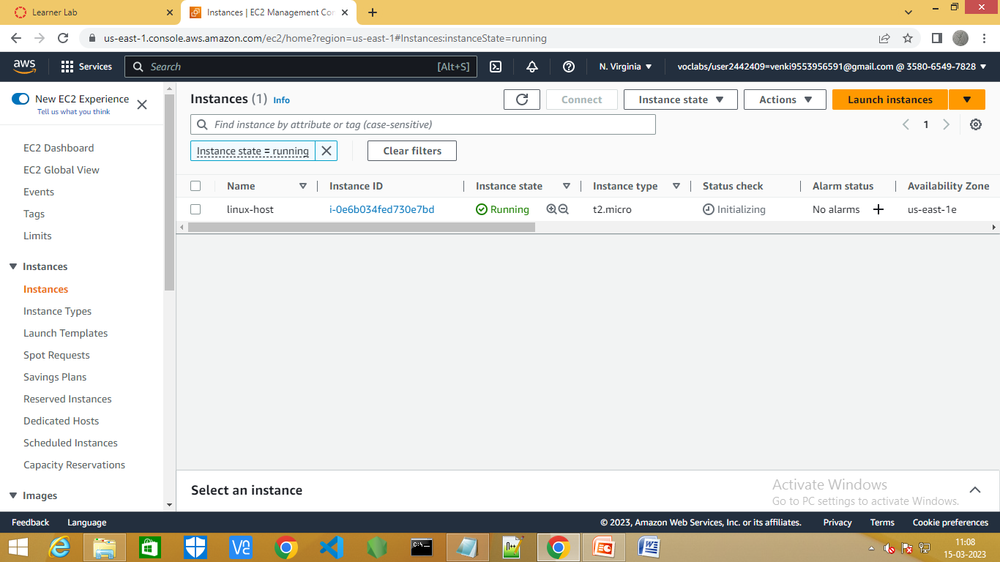 Learner Lab
Instances | EC2 Management Con
us-east-1.console.aws.amazon.com/ec2/home?region=us-east-1#Instances:instanceState=running
aws
Services
Search
[Alt+S]
N. Virginia
voclabs/user2442409=venki9553956591@gmail.com @ 3580-6549-7828
New EC2 Experience
Tell us what you think
EC2 Dashboard
EC2 Global View
Events
Tags
Limits
Instances
Instances
Instance Types
Launch Templates
Spot Requests
Savings Plans
Reserved Instances
Dedicated Hosts
Scheduled Instances
Capacity Reservations
Images
Instances (1) Info
Connect
Instance state
Actions
Launch instances
Find instance by attribute or tag (case-sensitive)
1
Instance state = running
Clear filters
Name Instance ID Instance state Instance type Status check Alarm status Availability Zone
linux-host i-0e6b034fed730e7bd Running t2.micro Initializing No alarms us-east-1e
Select an instance
Activate Windows
Go to PC settings to activate Windows.
Feedback Language © 2023, Amazon Web Services, Inc. or its affiliates. Privacy Terms Cookie preferences
11:08
15-03-2023